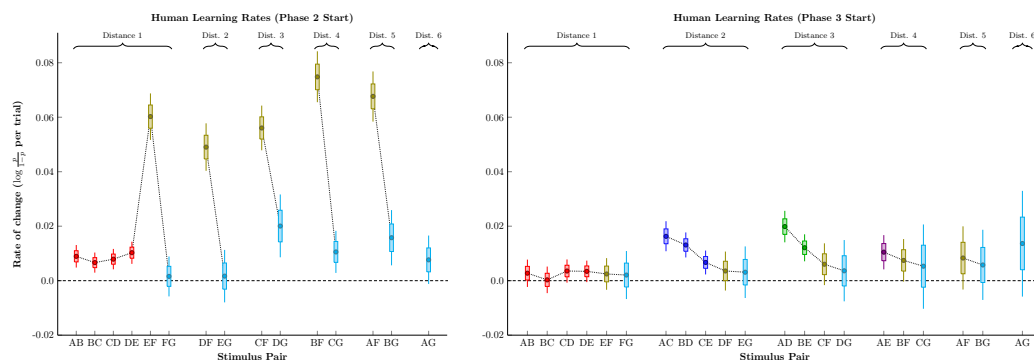 Human Learning Rates (Phase 2 Start)
Distance 1 Dist. 2 Dist. 3 Dist. 4 Dist. 5 Dist. 6
Rate of change (log p/1−p per trial)
0.08
0.06
0.04
0.02
0.0
-0.02
AB BC CD DE EF FG DF EG CF DG BF CG AF BG AG
Stimulus Pair
Human Learning Rates (Phase 3 Start)
Distance 1 Distance 2 Distance 3 Dist. 4 Dist. 5 Dist. 6
0.08
0.06
0.04
0.02
0.0
-0.02
AB BC CD DE EF FG AC BD CE DF EG AD BE CF DG AE BF CG AF BG AG
Stimulus Pair